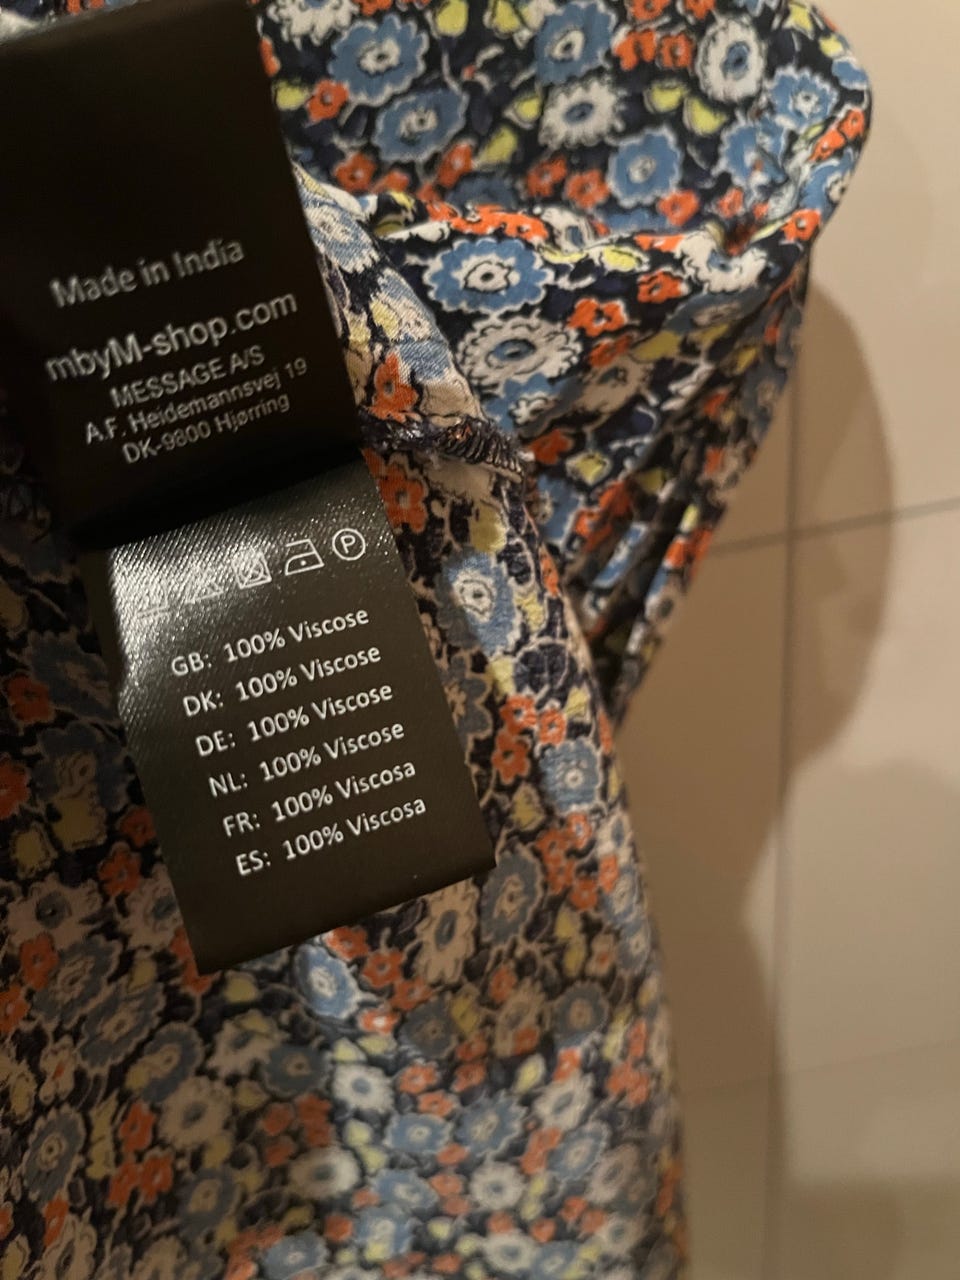 Made in India
mbyM-shop.com
MESSAGE A/S
A.F. Heidemannsvej 19
DK-9800 Hjørring
P
GB: 100% Viscose
DK: 100% Viscose
DE: 100% Viscose
NL: 100% Viscose
FR: 100% Viscosa
ES: 100% Viscosa